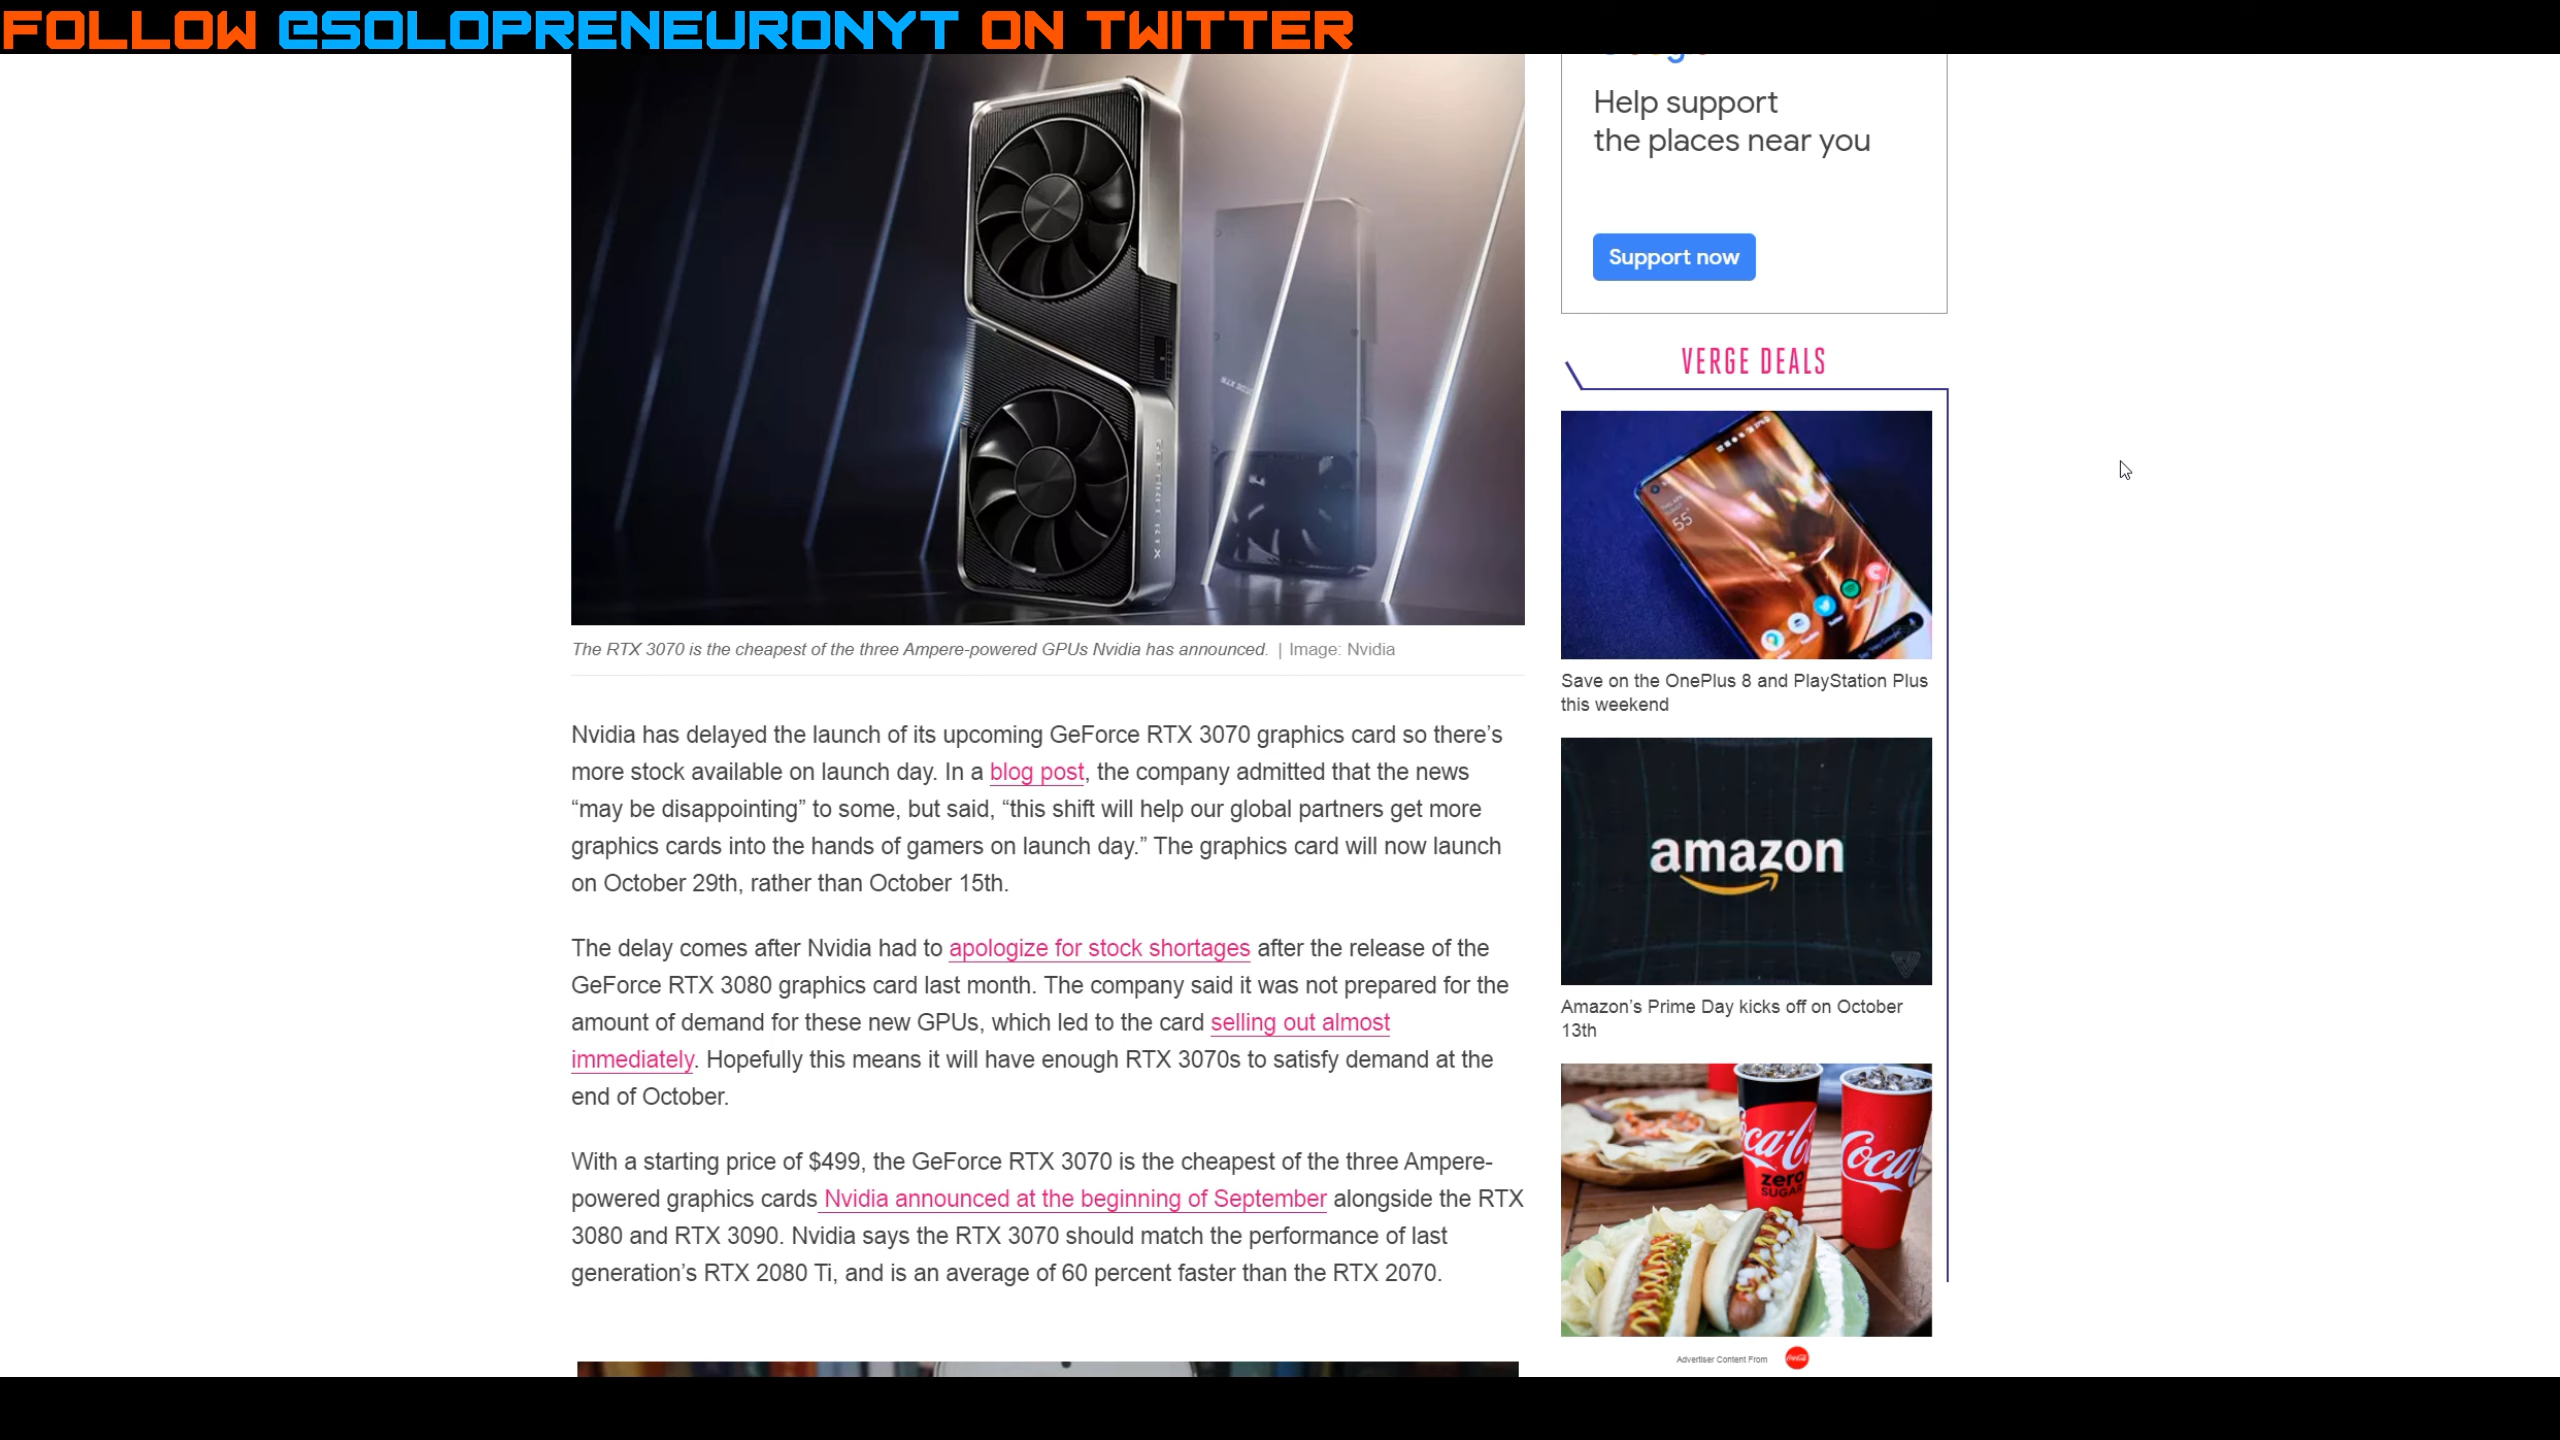 FOLLOW @SOLOPRENEURONYT ON TWITTER
Help support
the places near you
Support now
VERGE DEALS
GEFORCE RTX
55°
Save on the OnePlus 8 and PlayStation Plus
this weekend
amazon
Amazon’s Prime Day kicks off on October
13th
zero
SUGAR
Advertiser Content From
The RTX 3070 is the cheapest of the three Ampere-powered GPUs Nvidia has announced. | Image: Nvidia
Nvidia has delayed the launch of its upcoming GeForce RTX 3070 graphics card so there’s
more stock available on launch day. In a blog post, the company admitted that the news
“may be disappointing” to some, but said, “this shift will help our global partners get more
graphics cards into the hands of gamers on launch day.” The graphics card will now launch
on October 29th, rather than October 15th.
The delay comes after Nvidia had to apologize for stock shortages after the release of the
GeForce RTX 3080 graphics card last month. The company said it was not prepared for the
amount of demand for these new GPUs, which led to the card selling out almost
immediately. Hopefully this means it will have enough RTX 3070s to satisfy demand at the
end of October.
With a starting price of $499, the GeForce RTX 3070 is the cheapest of the three Ampere-
powered graphics cards Nvidia announced at the beginning of September alongside the RTX
3080 and RTX 3090. Nvidia says the RTX 3070 should match the performance of last
generation’s RTX 2080 Ti, and is an average of 60 percent faster than the RTX 2070.